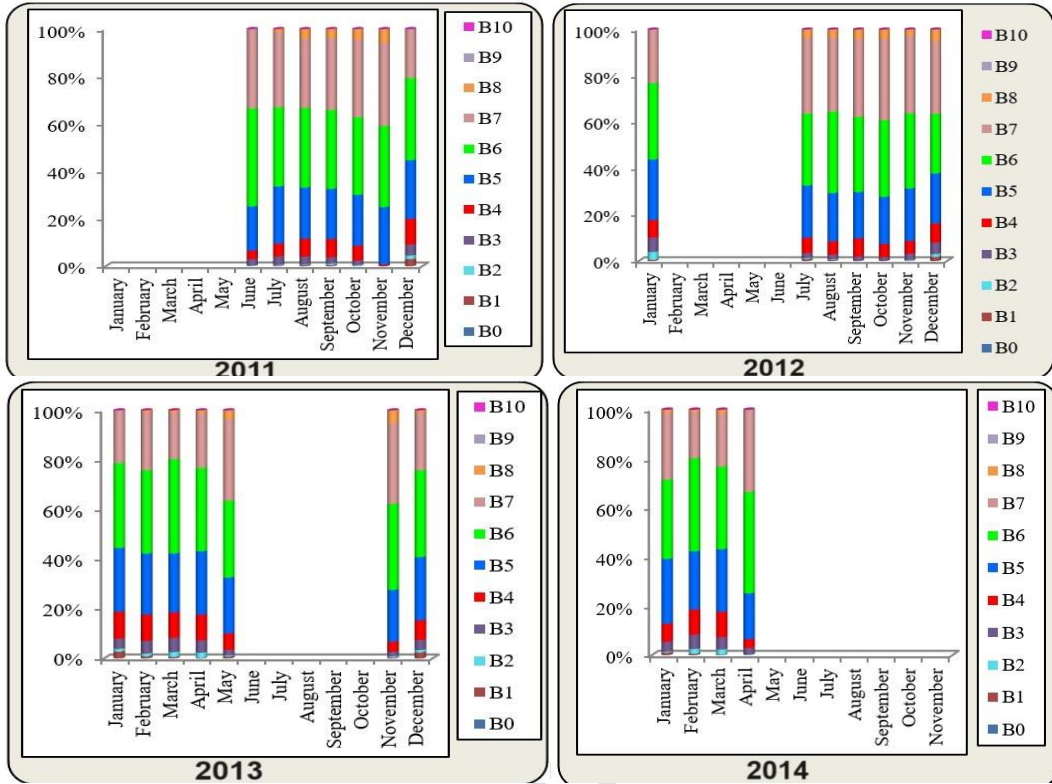 100%
80%
60%
40%
20%
0%
January
February
March
April
May
June
July
August
September
October
November
December
B10
B9
B8
B7
B6
B5
B4
B3
B2
B1
B0
2011
100%
80%
60%
40%
20%
0%
January
February
March
April
May
June
July
August
September
October
November
December
B10
B9
B8
B7
B6
B5
B4
B3
B2
B1
B0
2012
100%
80%
60%
40%
20%
0%
January
February
March
April
May
June
July
August
September
October
November
December
B10
B9
B8
B7
B6
B5
B4
B3
B2
B1
B0
2013
100%
80%
60%
40%
20%
0%
January
February
March
April
May
June
July
August
September
October
November
B10
B9
B8
B7
B6
B5
B4
B3
B2
B1
B0
2014